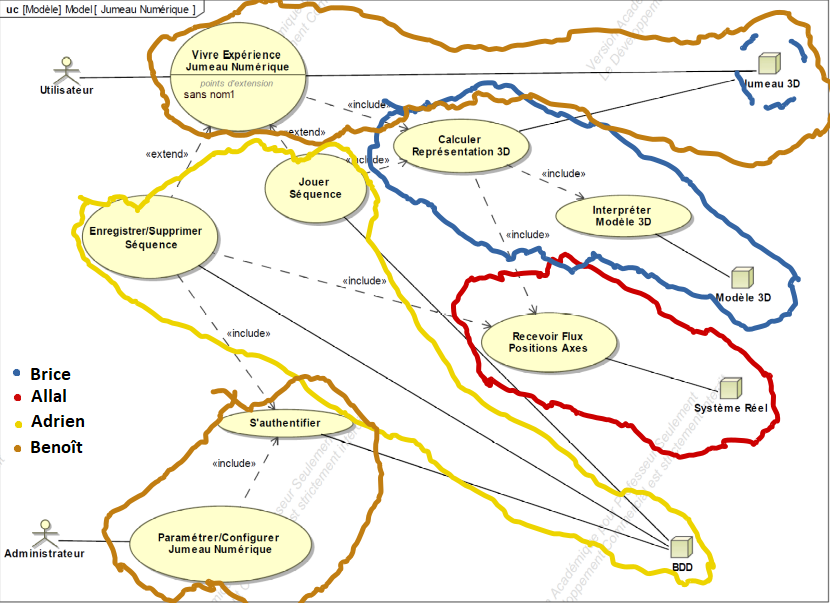 uc [Modèle] Model [ Jumeau Numérique ]
Vivre Expérience
Jumeau Numérique
points d'extension
sans nom1
Utilisateur
Jumeau 3D
«include»
«extend»
«extend»
«include»
Calculer
Représentation 3D
Jouer
Séquence
«include»
Interpréter
Modèle 3D
Enregistrer/Supprimer
Séquence
«include»
«include»
Modèle 3D
Recevoir Flux
Positions Axes
«include»
Système Réel
Brice
Allal
Adrien
Benoît
S'authentifier
«include»
Paramétrer/Configurer
Jumeau Numérique
Administrateur
BDD